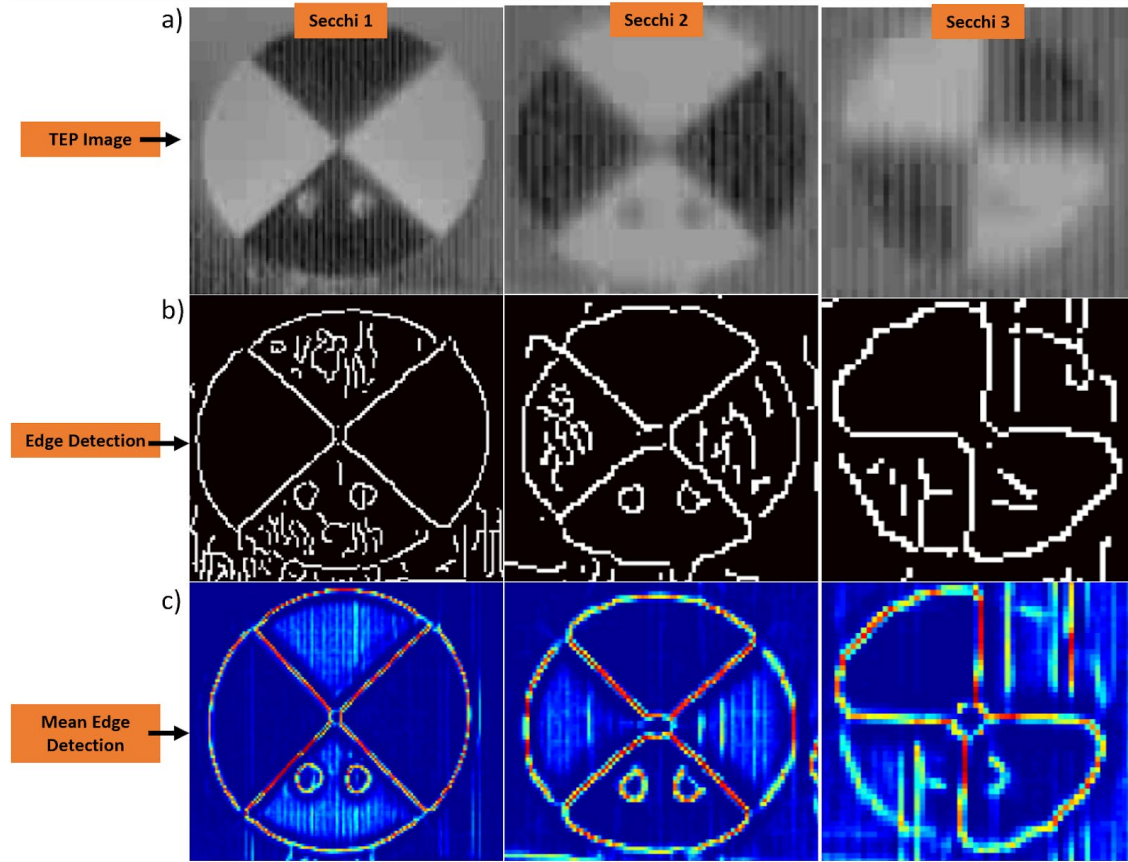 a)
Secchi 1
Secchi 2
Secchi 3
TEP Image
b)
Edge Detection
c)
Mean Edge
Detection